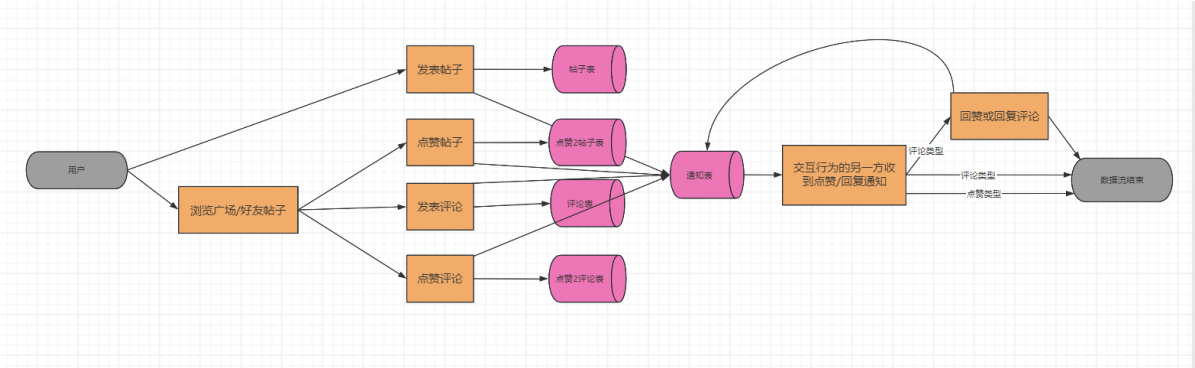 用户
浏览广场/好友帖子
发表帖子
点赞帖子
发表评论
点赞评论
帖子表
点赞2帖子表
评论表
点赞2评论表
通知表
交互行为的另一方收
到点赞/回复通知
评论类型
评论类型
点赞类型
回赞或回复评论
数据流结束